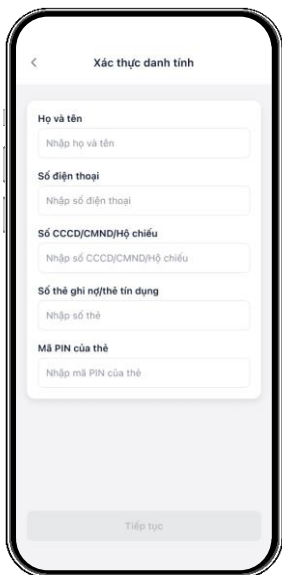 Xác thực danh tính
Họ và tên
Nhập họ và tên
Số điện thoại
Nhập số điện thoại
Số CCCD/CMND/Hộ chiếu
Nhập số CCCD/CMND/Hộ chiếu
Số thẻ ghi nợ/thẻ tín dụng
Nhập số thẻ
Mã PIN của thẻ
Nhập mã PIN của thẻ
Tiếp tục